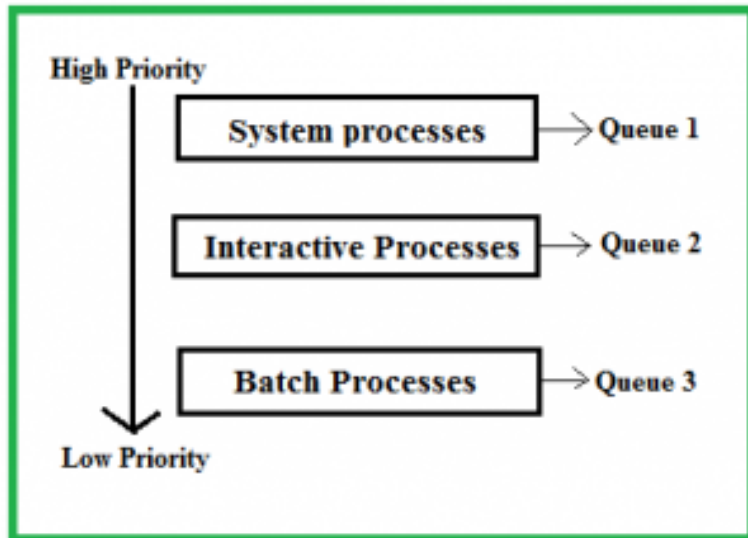 High Priority
System processes
Queue 1
Interactive Processes
Queue 2
Batch Processes
Queue 3
Low Priority